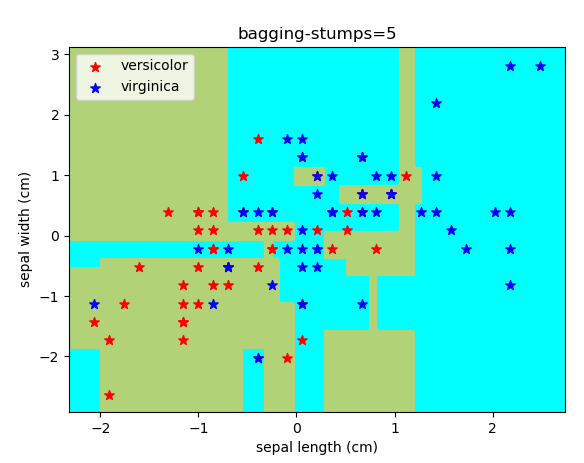 bagging-stumps=5
versicolor
virginica
sepal width (cm)
3
2
1
0
−1
−2
−2
−1
0
1
2
sepal length (cm)